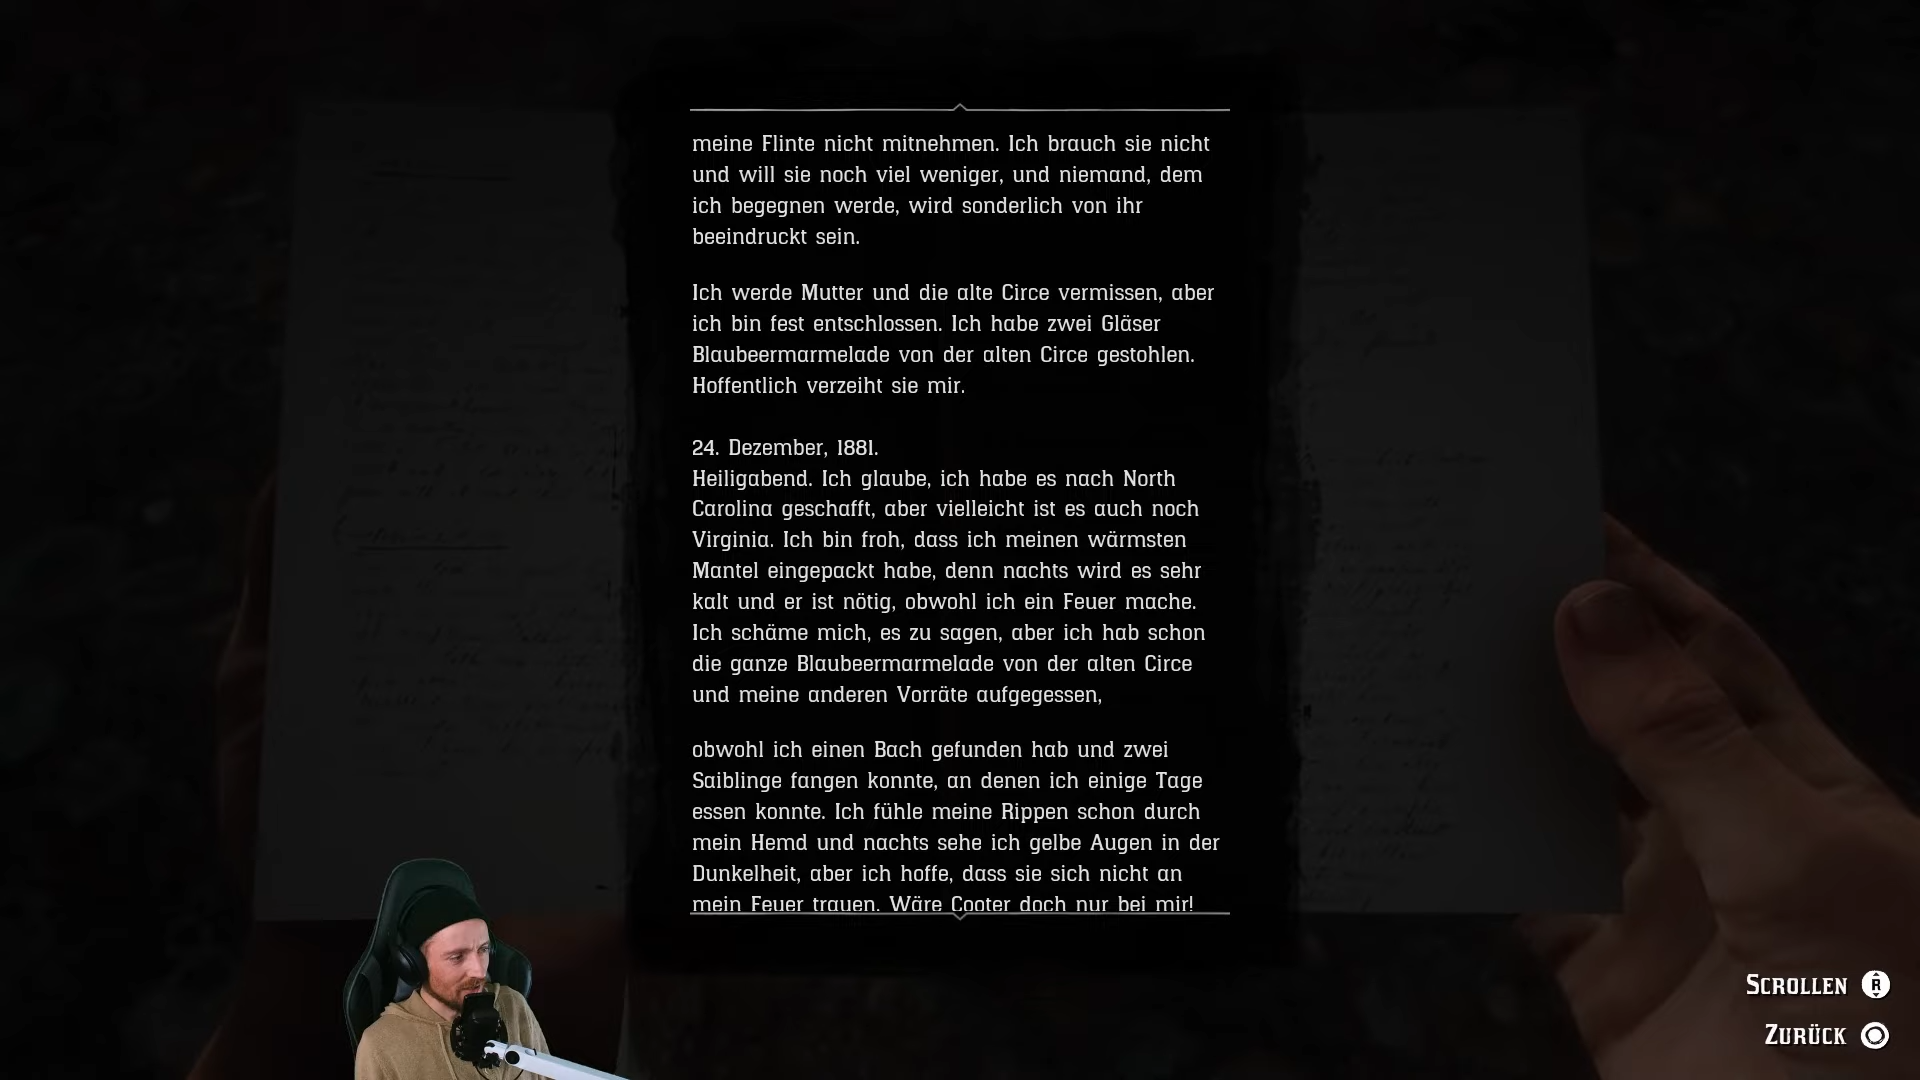 meine Flinte nicht mitnehmen. Ich brauch sie nicht
und will sie noch viel weniger, und niemand, dem
ich begegnen werde, wird sonderlich von ihr
beeindruckt sein.
Ich werde Mutter und die alte Circe vermissen, aber
ich bin fest entschlossen. Ich habe zwei Gläser
Blaubeermarmelade von der alten Circe gestohlen.
Hoffentlich verzeiht sie mir.
24. Dezember, 1881.
Heiligabend. Ich glaube, ich habe es nach North
Carolina geschafft, aber vielleicht ist es auch noch
Virginia. Ich bin froh, dass ich meinen wärmsten
Mantel eingepackt habe, denn nachts wird es sehr
kalt und er ist nötig, obwohl ich ein Feuer mache.
Ich schäme mich, es zu sagen, aber ich hab schon
die ganze Blaubeermarmelade von der alten Circe
und meine anderen Vorräte aufgegessen,
obwohl ich einen Bach gefunden hab und zwei
Saiblinge fangen konnte, an denen ich einige Tage
essen konnte. Ich fühle meine Rippen schon durch
mein Hemd und nachts sehe ich gelbe Augen in der
Dunkelheit, aber ich hoffe, dass sie sich nicht an
mein Feuer trauen. Wäre Cooter doch nur bei mir!
SCROLLEN R
ZURÜCK